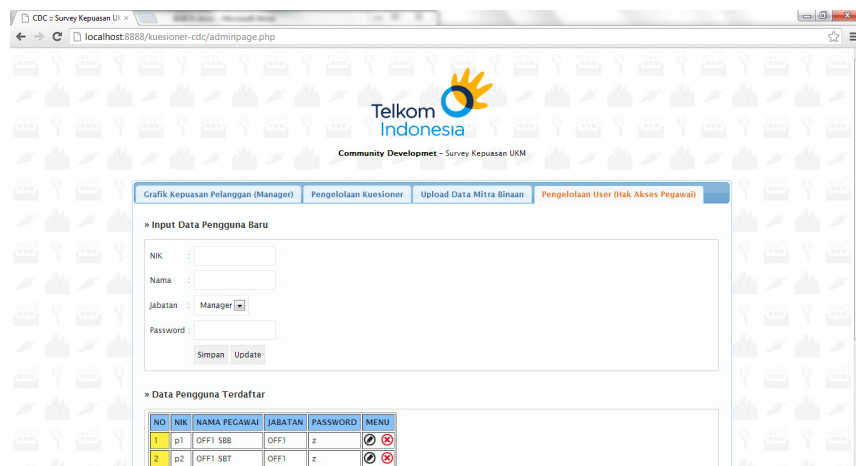 CDC :: Survey Kepuasan U
localhost:8888/kuesioner-cdc/adminpage.php
Telkom
Indonesia
Community Developmet - Survey Kepuasan UKM
Grafik Kepuasan Pelanggan (Manager) Pengelolaan Kuesioner Upload Data Mitra Binaan Pengelolaan User (Hak Akses Pegawai)
» Input Data Pengguna Baru
NIK :
Nama :
Jabatan : Manager
Password :
Simpan Update
» Data Pengguna Terdaftar
NO NIK NAMA PEGAWAI JABATAN PASSWORD MENU
1 p1 OFF1 SBB OFF1 z
2 p2 OFF1 SBT OFF1 z